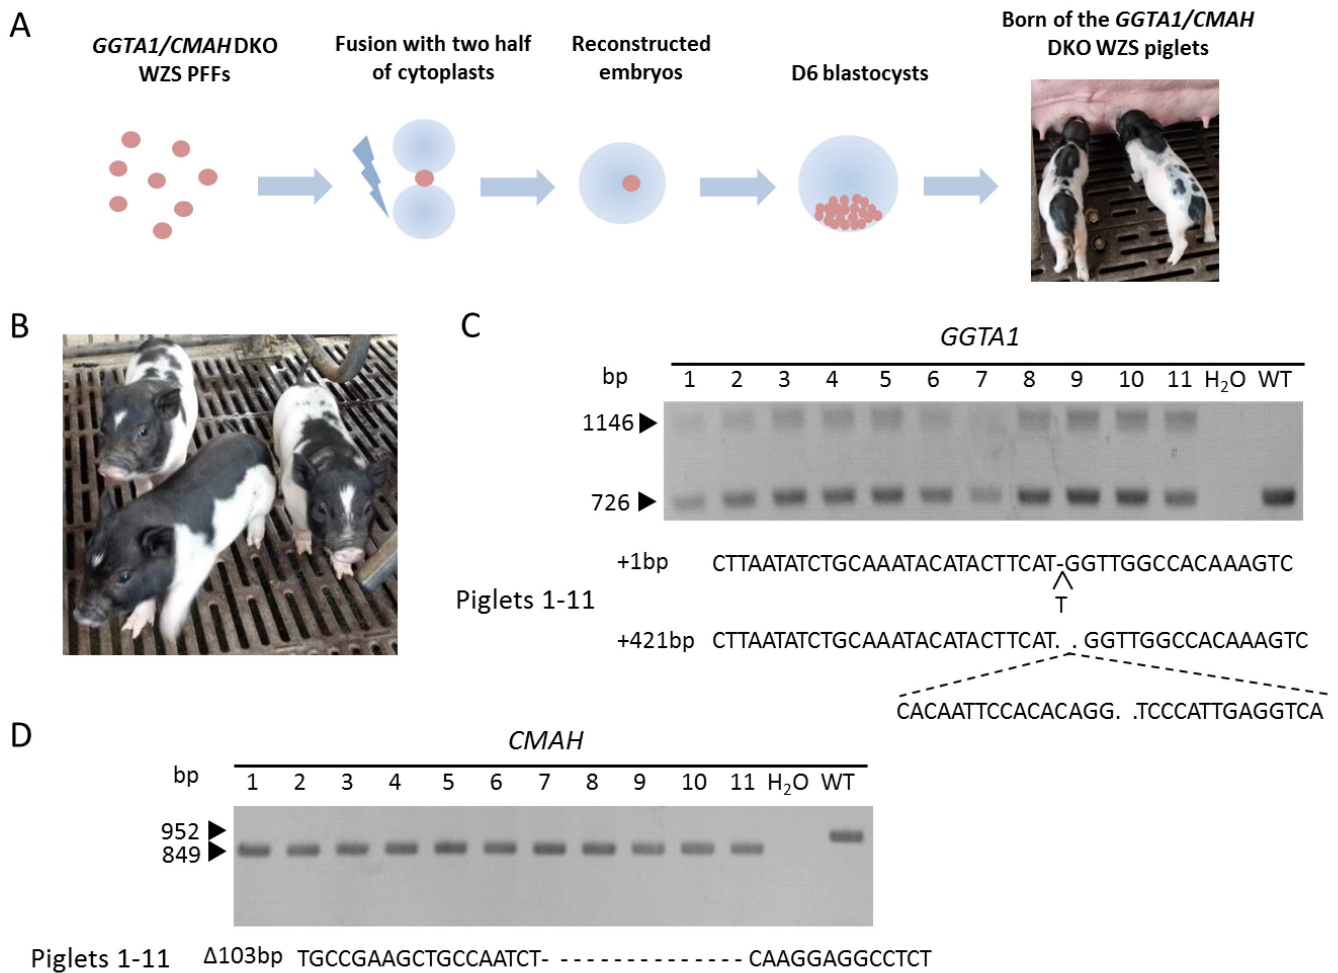 A
GGTA1/CMAH DKO
WZS PFFs
Fusion with two half
of cytoplasts
Reconstructed
embryos
D6 blastocysts
Born of the GGTA1/CMAH
DKO WZS piglets
B
C
GGTA1
bp 1 2 3 4 5 6 7 8 9 10 11 H₂O WT
1146
726
+1bp CTTAATATCTGCAAATACATACTTCAT-GGTTGGCCACAAAGTC
T
Piglets 1-11
+421bp CTTAATATCTGCAAATACATACTTCAT. .GGTTGGCCACAAAGTC
CACAATTCCACACAGG. .TCCCATTGAGGTCA
D
CMAH
bp 1 2 3 4 5 6 7 8 9 10 11 H₂O WT
952
849
Piglets 1-11 Δ103bp TGCCGAAGCTGCCAATCT- - - - - - - - - - - - - - -CAAGGAGGCCTCT